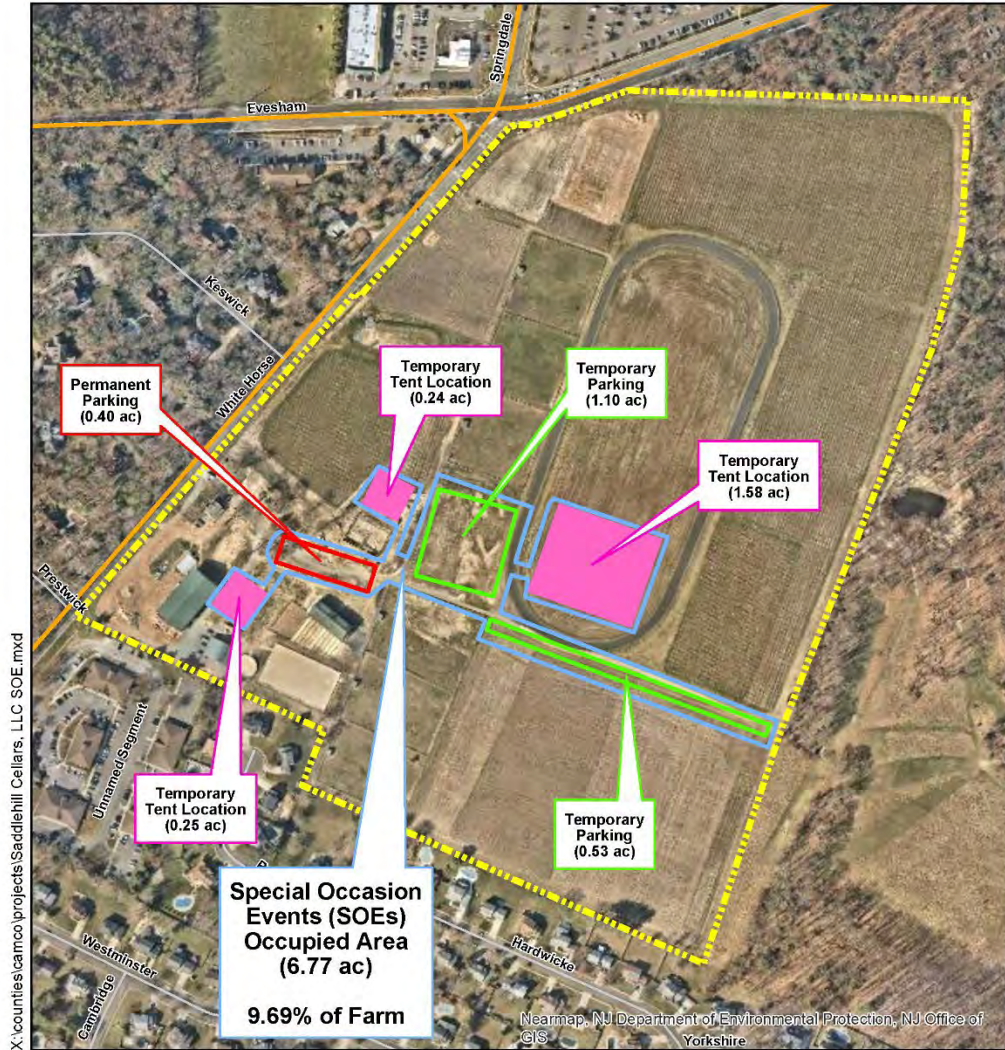 Springdale
Evesham
Keswick
White Horse
Permanent
Parking
(0.40 ac)
Temporary
Tent Location
(0.24 ac)
Temporary
Parking
(1.10 ac)
Temporary
Tent Location
(1.58 ac)
Prestwick
Unnamed Segment
Temporary
Tent Location
(0.25 ac)
Temporary
Parking
(0.53 ac)
Special Occasion
Events (SOEs)
Occupied Area
(6.77 ac)
9.69% of Farm
Westminster
Cambridge
Hardwicke
Yorkshire
Nearmap, NJ Department of Environmental Protection, NJ Office of
GIS
X:\counties\camco\projects\Saddlehill Cellars, LLC SOE.mxd